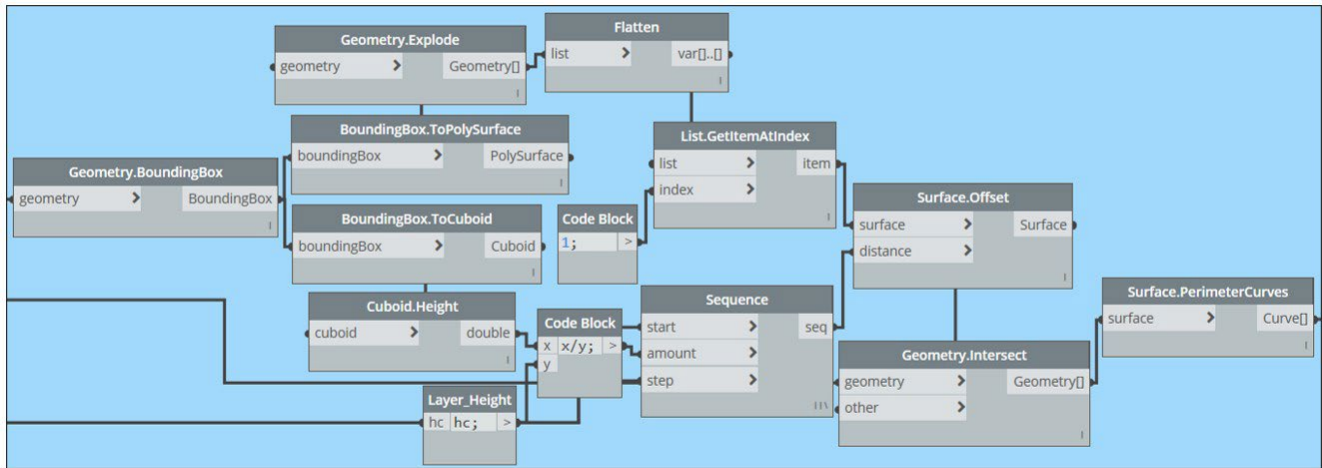 Geometry.Explode
geometry > Geometry[]
Flatten
list > var[]..[]
BoundingBox.ToPolySurface
boundingBox > PolySurface
List.GetItemAtIndex
list > item
index >
Geometry.BoundingBox
geometry > BoundingBox
BoundingBox.ToCuboid
boundingBox > Cuboid
Code Block
1; >
Surface.Offset
surface > Surface
distance >
Cuboid.Height
cuboid > double
Code Block
x x/y; >
y
Sequence
start > seq
amount >
step >
Surface.PerimeterCurves
surface > Curve[]
Geometry.Intersect
geometry > Geometry[]
other >
Layer_Height
hc hc; >